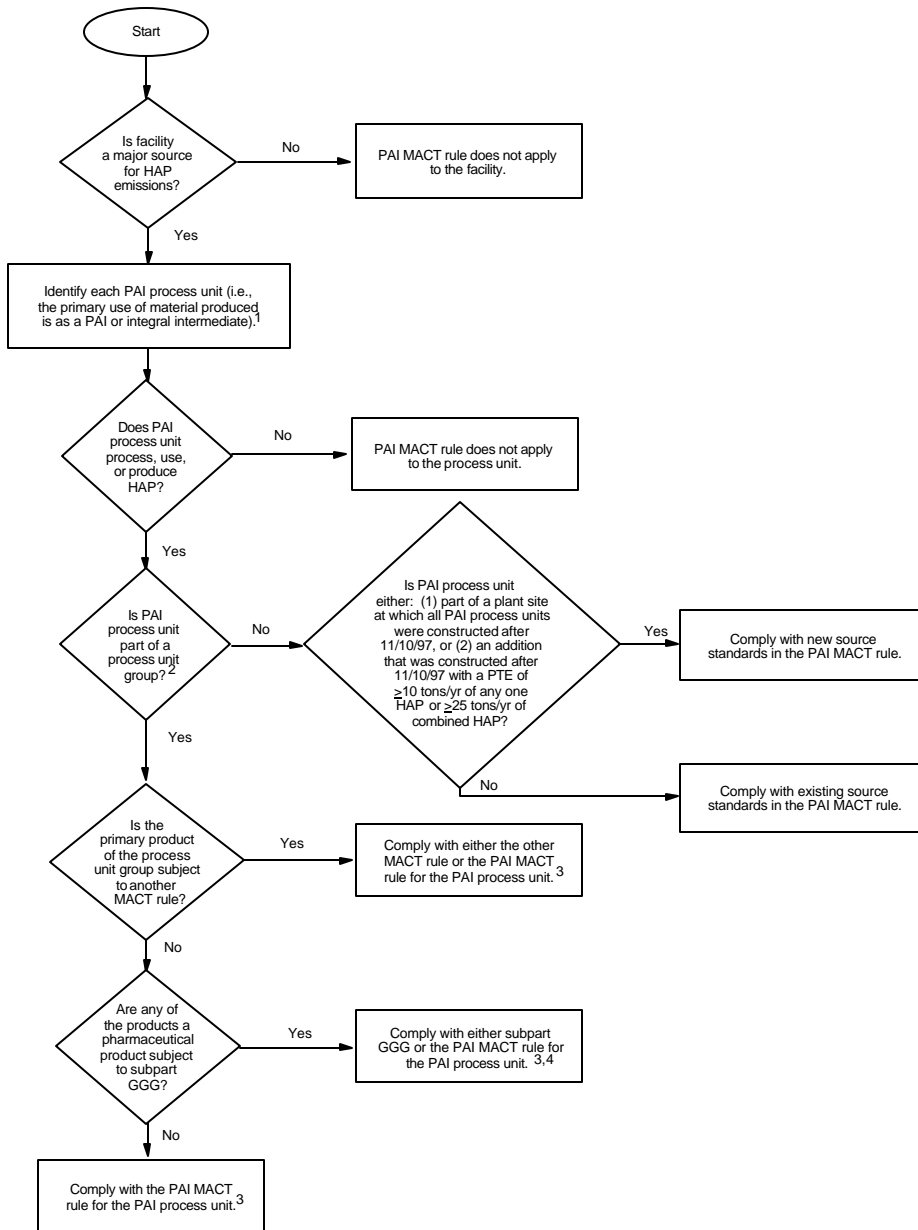 Start
Is facility
a major source
for HAP
emissions?
No
PAI MACT rule does not apply
to the facility.
Yes
Identify each PAI process unit (i.e.,
the primary use of material produced
is as a PAI or integral intermediate).1
Does PAI
process unit
process, use,
or produce
HAP?
No
PAI MACT rule does not apply
to the process unit.
Yes
Is PAI
process unit
part of a
process unit
group?2
No
Is PAI process unit
either: (1) part of a plant site
at which all PAI process units
were constructed after
11/10/97, or (2) an addition
that was constructed after
11/10/97 with a PTE of
≥10 tons/yr of any one
HAP or ≥25 tons/yr of
combined HAP?
Yes
Comply with new source
standards in the PAI MACT rule.
No
Comply with existing source
standards in the PAI MACT rule.
Yes
Is the
primary product
of the process
unit group subject
to another
MACT rule?
Yes
Comply with either the other
MACT rule or the PAI MACT
rule for the PAI process unit.3
No
Are any of
the products a
pharmaceutical
product subject
to subpart
GGG?
Yes
Comply with either subpart
GGG or the PAI MACT rule for
the PAI process unit. 3,4
No
Comply with the PAI MACT
rule for the PAI process unit.3